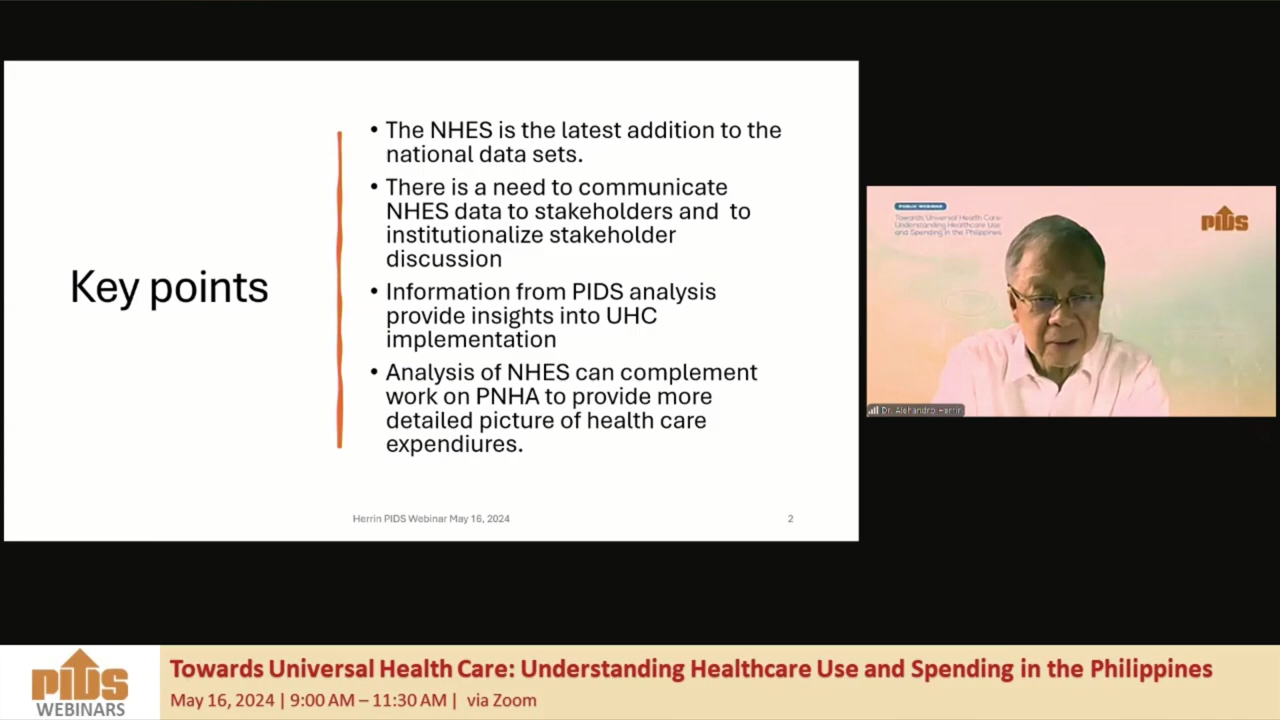 Key points
• The NHES is the latest addition to the
national data sets.
• There is a need to communicate
NHES data to stakeholders and  to
institutionalize stakeholder
discussion
• Information from PIDS analysis
provide insights into UHC
implementation
• Analysis of NHES can complement
work on PNHA to provide more
detailed picture of health care
expendiures.
Herrin PIDS Webinar May 16, 2024
2
PUBLIC WEBINAR
Towards Universal Health Care:
Understanding Healthcare Use
and Spending in the Philippines
PIDS
Dr. Alejandro Herrin
PIDS
WEBINARS
Towards Universal Health Care: Understanding Healthcare Use and Spending in the Philippines
May 16, 2024 | 9:00 AM – 11:30 AM | via Zoom